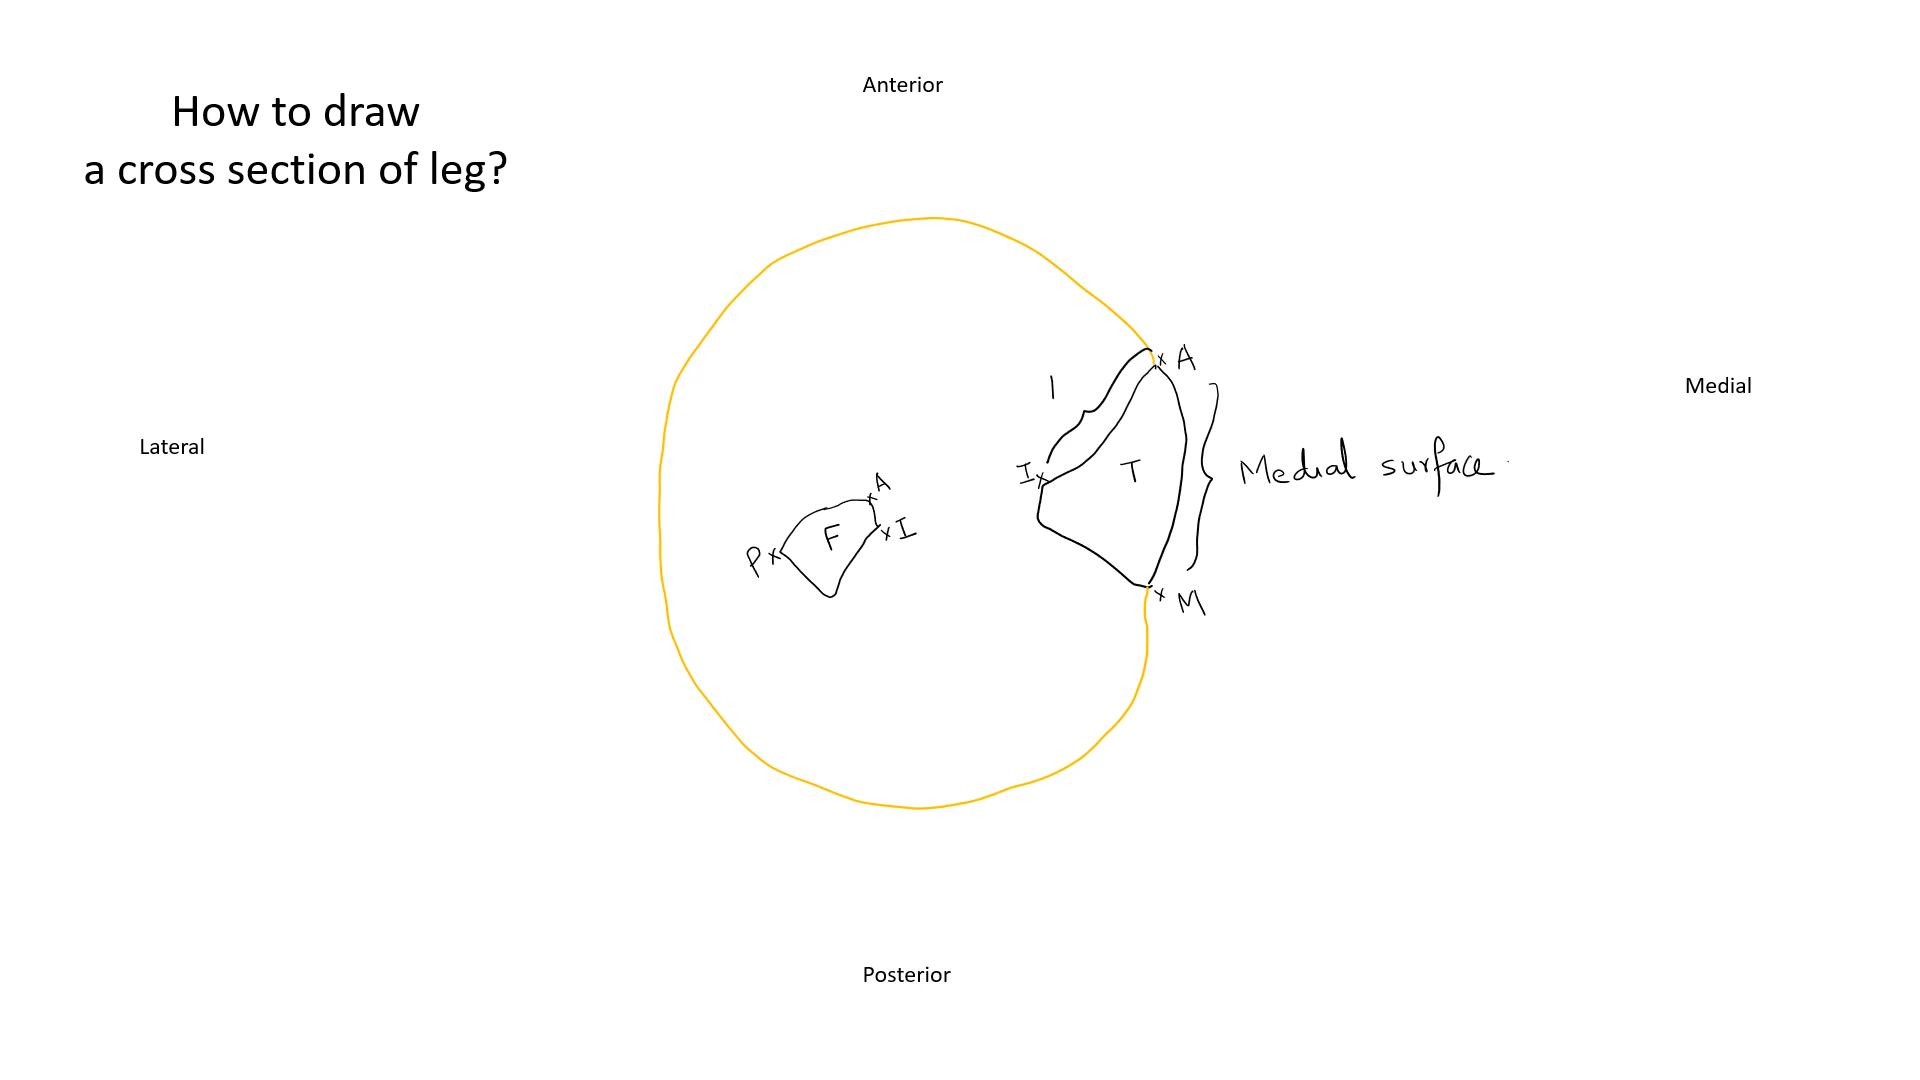 Anterior
How to draw
a cross section of leg?
A
I
Medial
Lateral
I
T
Medial surface
A
F
I
P
M
Posterior